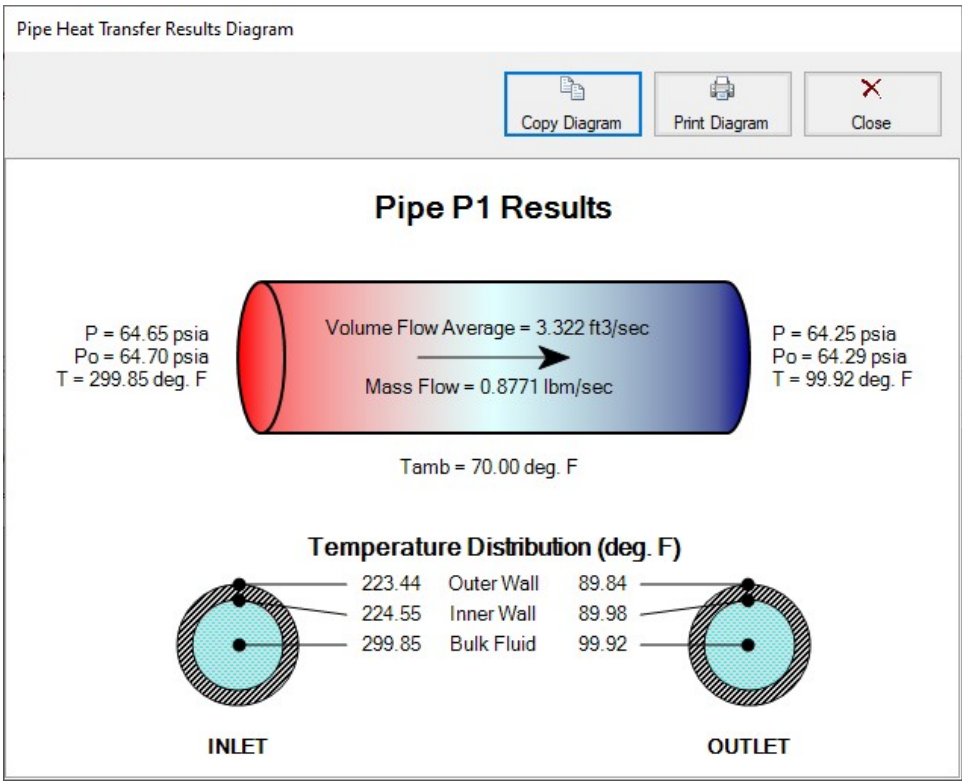 Pipe Heat Transfer Results Diagram
Copy Diagram
Print Diagram
Close
Pipe P1 Results
P = 64.65 psia
Po = 64.70 psia
T = 299.85 deg. F
Volume Flow Average = 3.322 ft3/sec
Mass Flow = 0.8771 lbm/sec
P = 64.25 psia
Po = 64.29 psia
T = 99.92 deg. F
Tamb = 70.00 deg. F
Temperature Distribution (deg. F)
223.44 Outer Wall 89.84
224.55 Inner Wall 89.98
299.85 Bulk Fluid 99.92
INLET
OUTLET